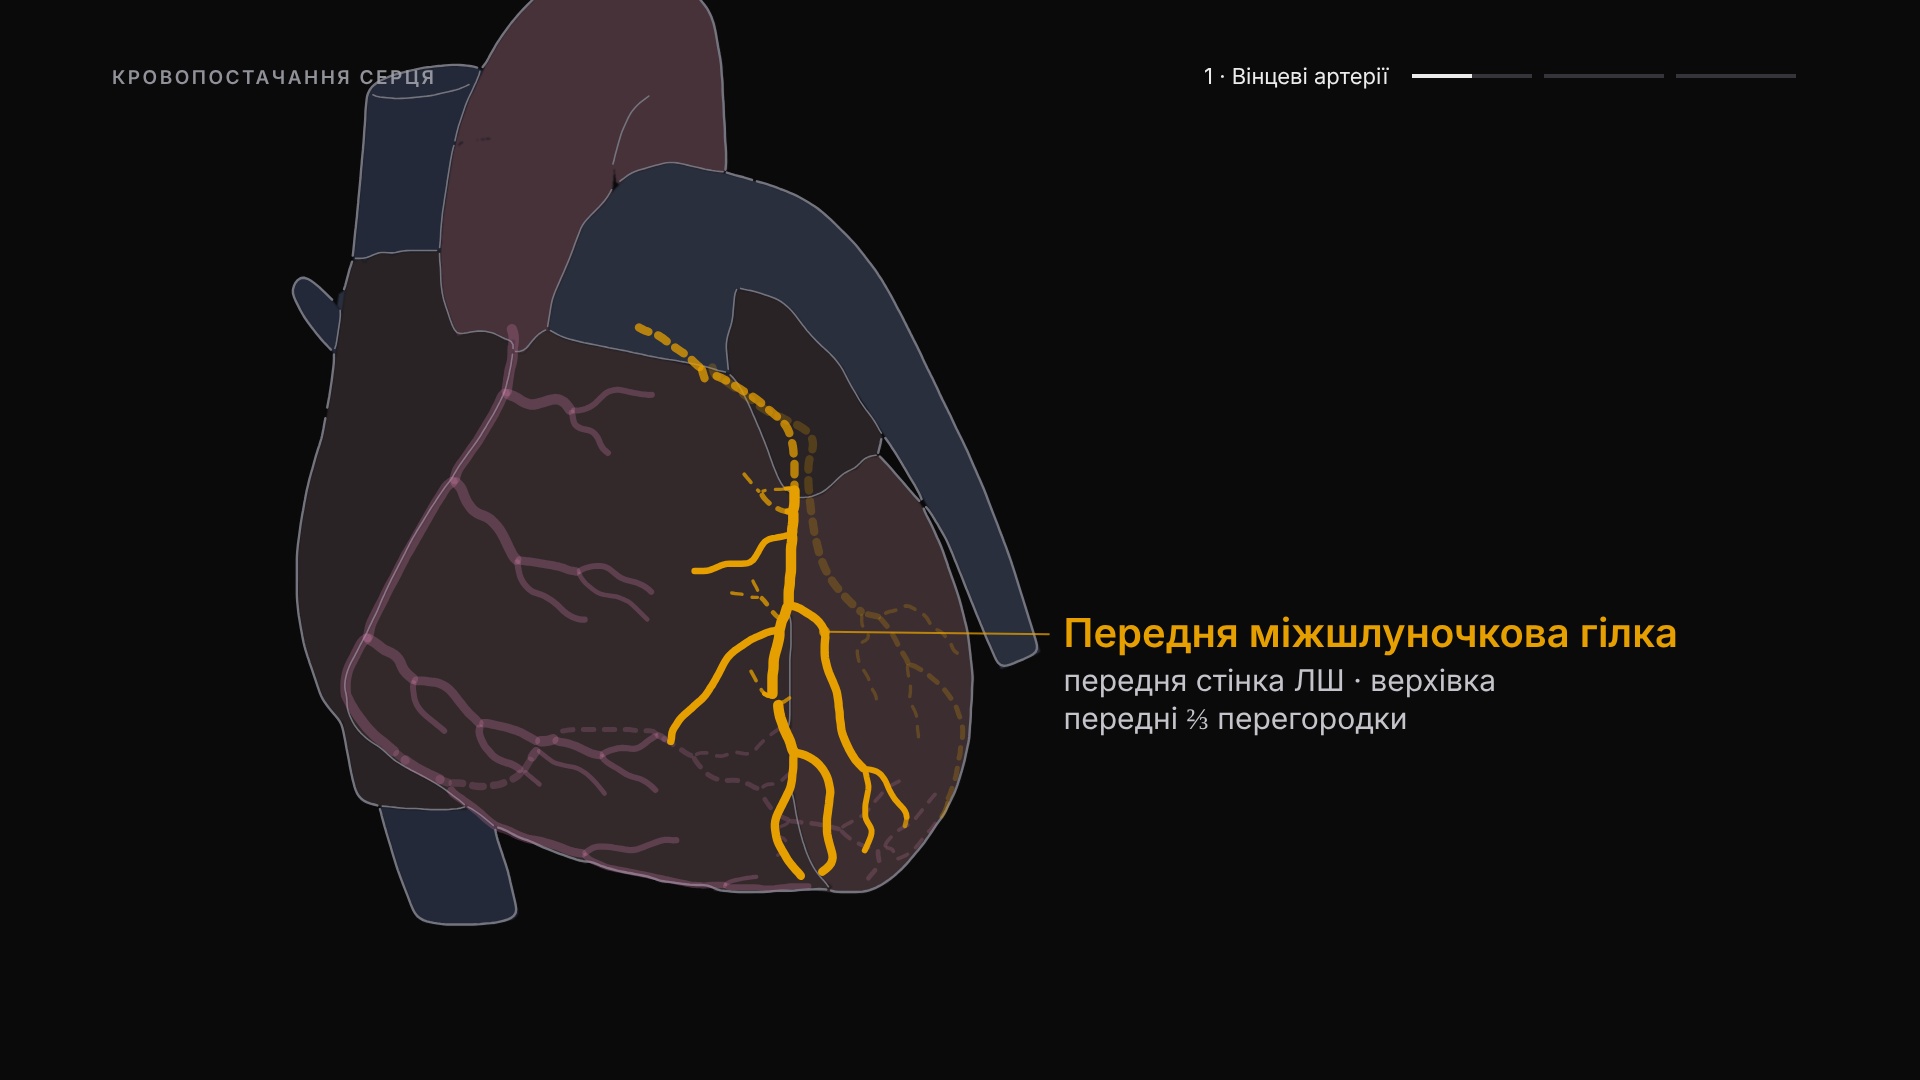 КРОВОПОСТАЧАННЯ СЕРЦЯ
1 · Вінцеві артерії
Передня міжшлуночкова гілка
передня стінка ЛШ · верхівка
передні ⅔ перегородки